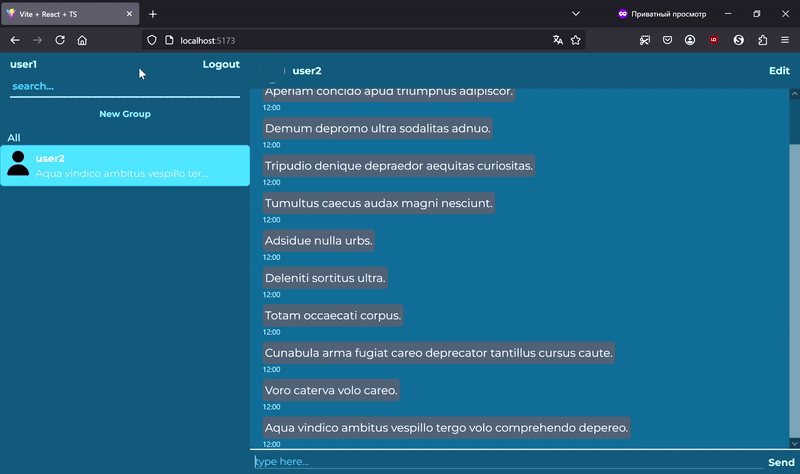 Vite + React + TS
Приватный просмотр
localhost:5173
user1
Logout
search...
New Group
All
user2
Aqua vindico ambitus vespillo ter...
user2
Edit
Aperiam concido apud triumphus adipiscor.
12:00
Demum depromo ultra sodalitas adnuo.
12:00
Tripudio denique depraedor aequitas curiositas.
12:00
Tumultus caecus audax magni nesciunt.
12:00
Adsidue nulla urbs.
12:00
Deleniti sortitus ultra.
12:00
Totam occaecati corpus.
12:00
Cunabula arma fugiat careo deprecator tantillus cursus caute.
12:00
Voro caterva volo careo.
12:00
Aqua vindico ambitus vespillo tergo volo comprehendo depereo.
12:00
type here...
Send